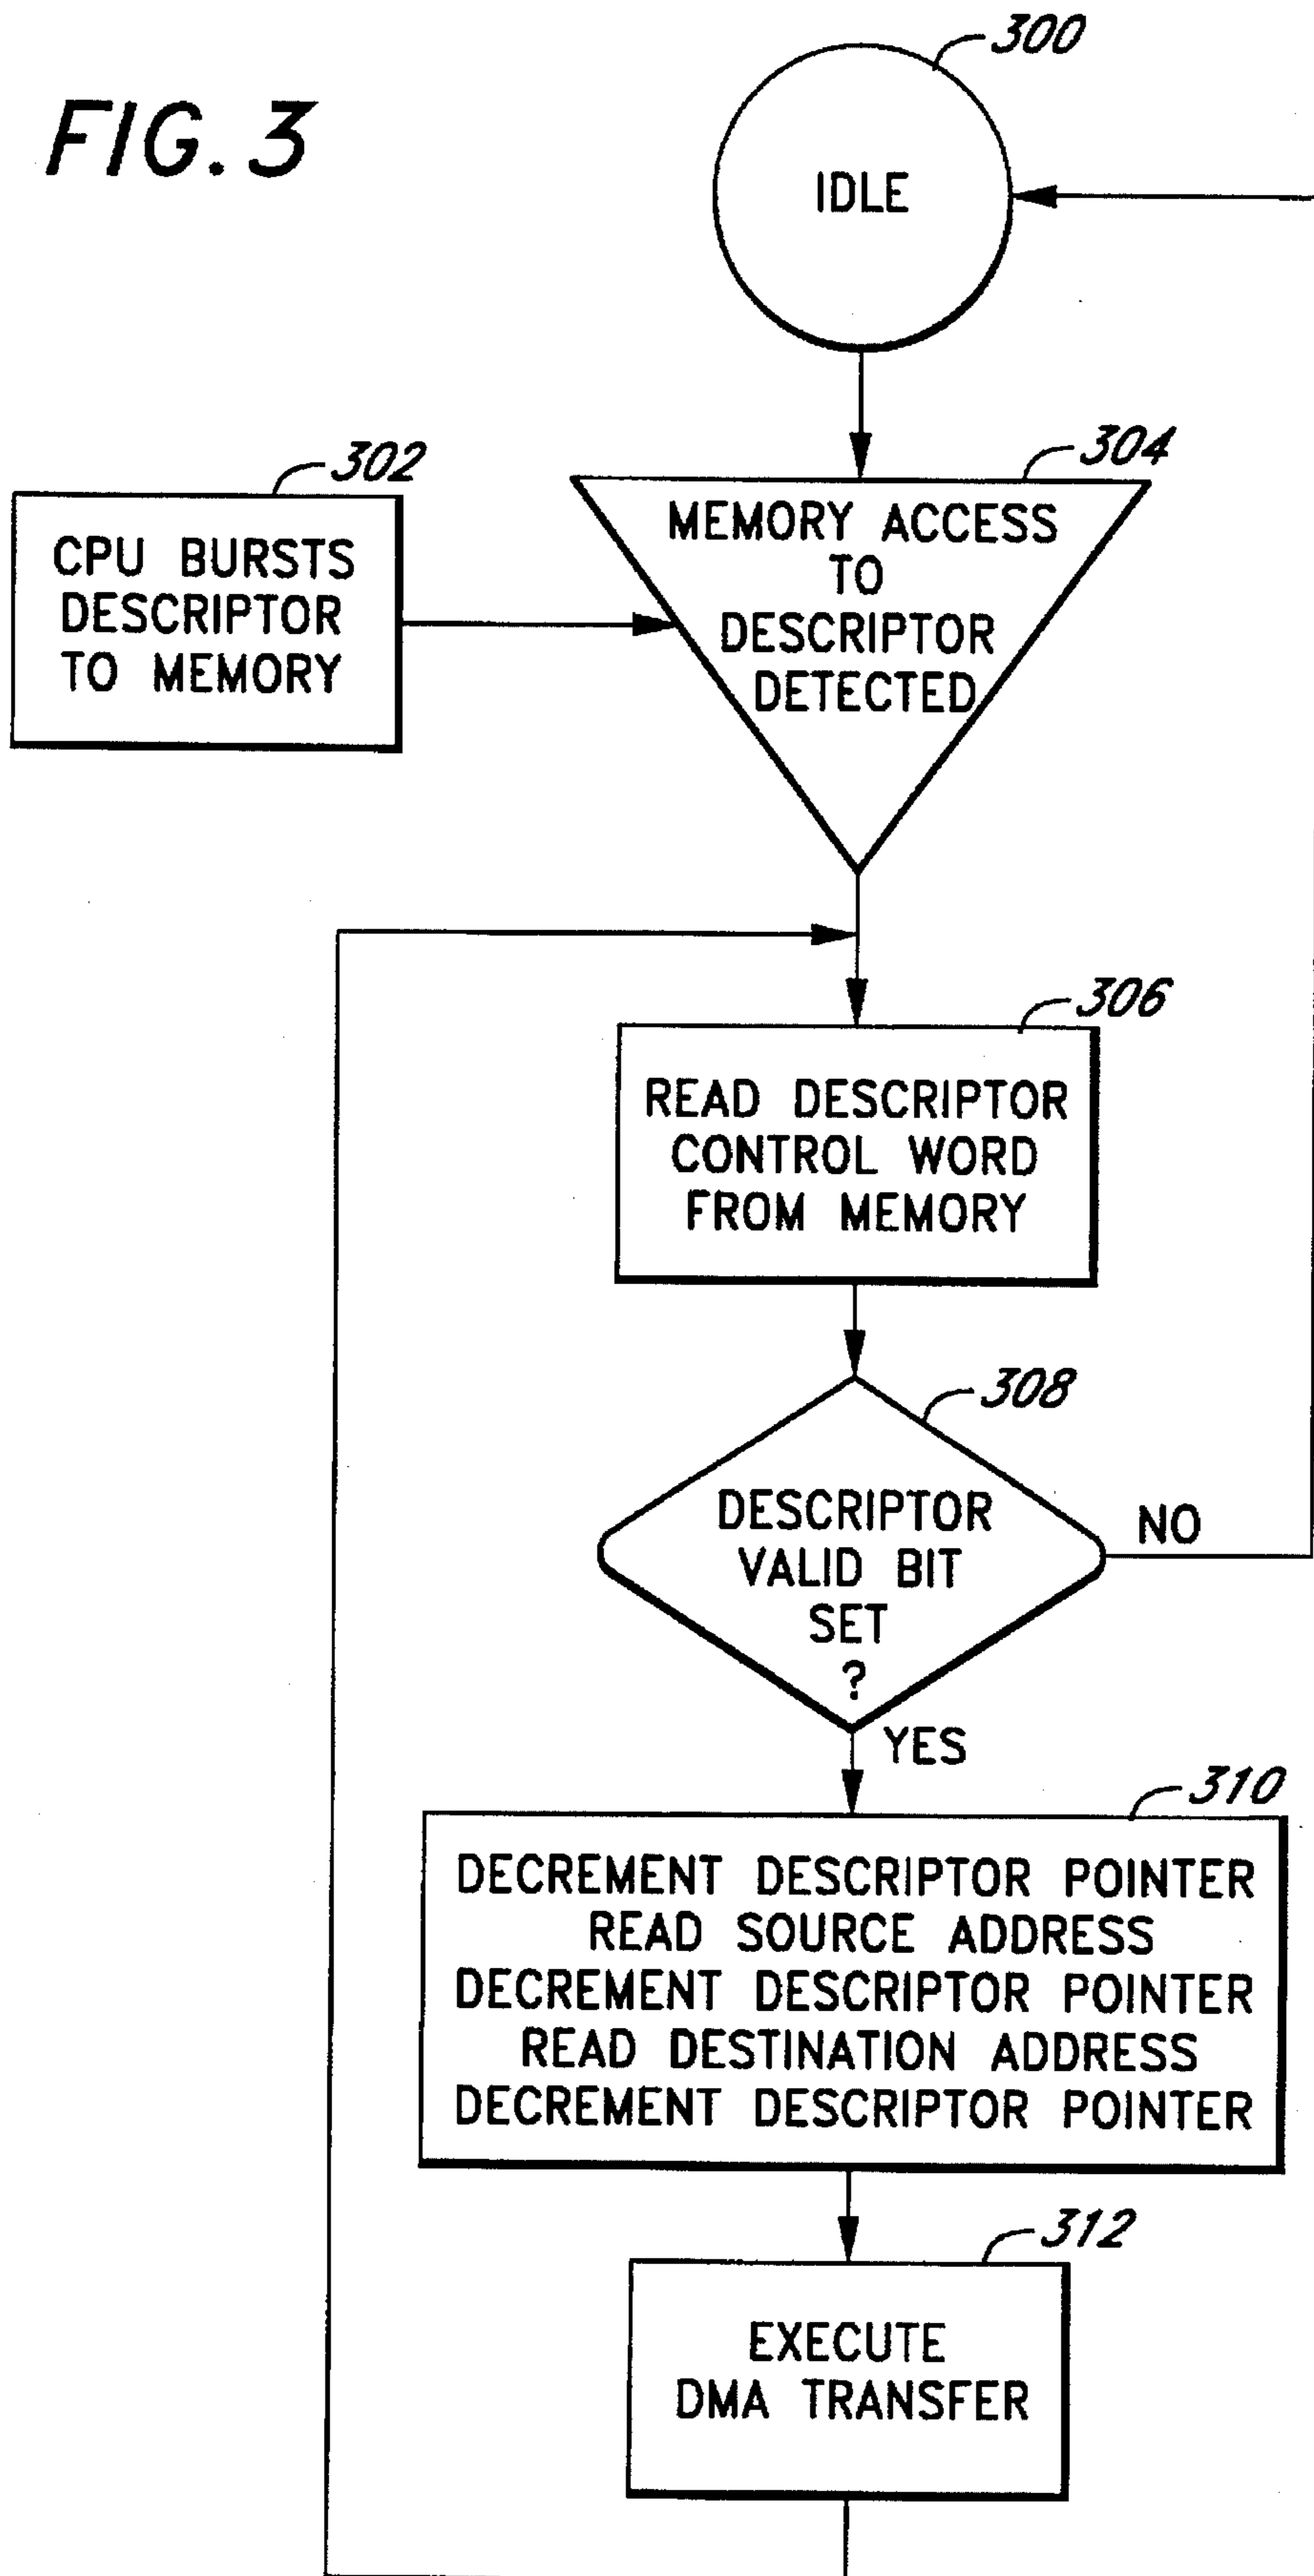 FIG. 3
300
IDLE
302
CPU BURSTS
DESCRIPTOR
TO MEMORY
304
MEMORY ACCESS
TO
DESCRIPTOR
DETECTED
306
READ DESCRIPTOR
CONTROL WORD
FROM MEMORY
308
DESCRIPTOR
VALID BIT
SET
?
NO
YES
310
DECREMENT DESCRIPTOR POINTER
READ SOURCE ADDRESS
DECREMENT DESCRIPTOR POINTER
READ DESTINATION ADDRESS
DECREMENT DESCRIPTOR POINTER
312
EXECUTE
DMA TRANSFER